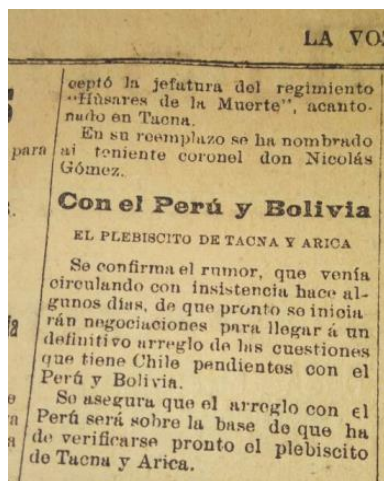 LA VO
ceptó la jefatura del regimiento
"Húsares de la Muerte", acanto-
nado en Tacna.
En su reemplazo se ha nombrado
al teniente coronel don Nicolás
Gómez.
para
Con el Perú y Bolivia
EL PLEBISCITO DE TACNA Y ARICA
Se confirma el rumor, que venía
circulando con insistencia hace al-
gunos días, de que pronto se inicia
rán negociaciones para llegar á un
definitivo arreglo de las cuestiones
que tiene Chile pendientes con el
Perú y Bolivia.
Se asegura que el arreglo con el
Perú será sobre la base de que ha
de verificarse pronto el plebiscito
de Tacna y Arica.